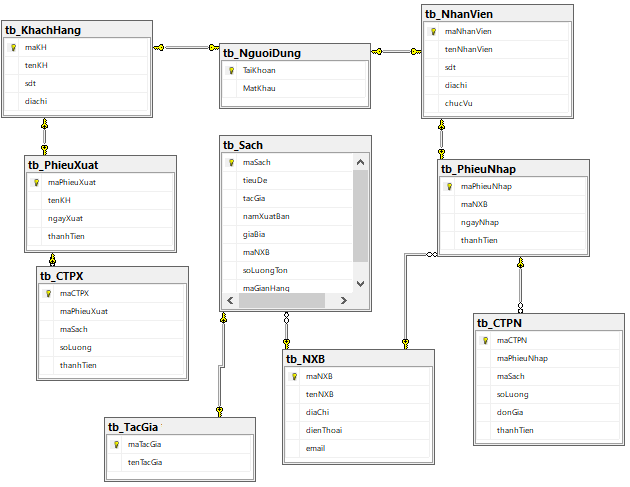 tb_KhachHang
maKH
tenKH
sdt
diachi
tb_NguoiDung
TaiKhoan
MatKhau
tb_NhanVien
maNhanVien
tenNhanVien
sdt
diachi
chucVu
tb_PhieuXuat
maPhieuXuat
tenKH
ngayXuat
thanhTien
tb_Sach
maSach
tieuDe
tacGia
namXuatBan
giaBia
maNXB
soLuongTon
maGianHang
tb_PhieuNhap
maPhieuNhap
maNXB
ngayNhap
thanhTien
tb_CTPX
maCTPX
maPhieuXuat
maSach
soLuong
thanhTien
tb_NXB
maNXB
tenNXB
diaChi
dienThoai
email
tb_CTPN
maCTPN
maPhieuNhap
maSach
soLuong
donGia
thanhTien
tb_TacGia
maTacGia
tenTacGia